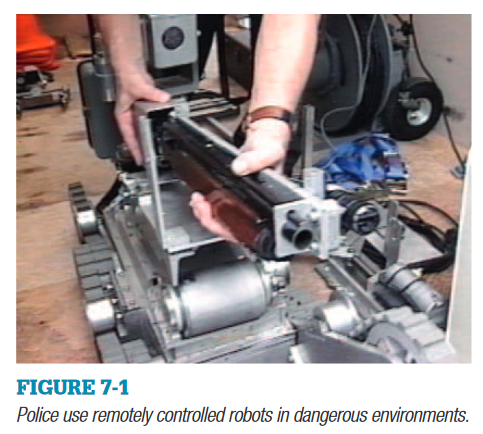 FIGURE 7-1
Police use remotely controlled robots in dangerous environments.